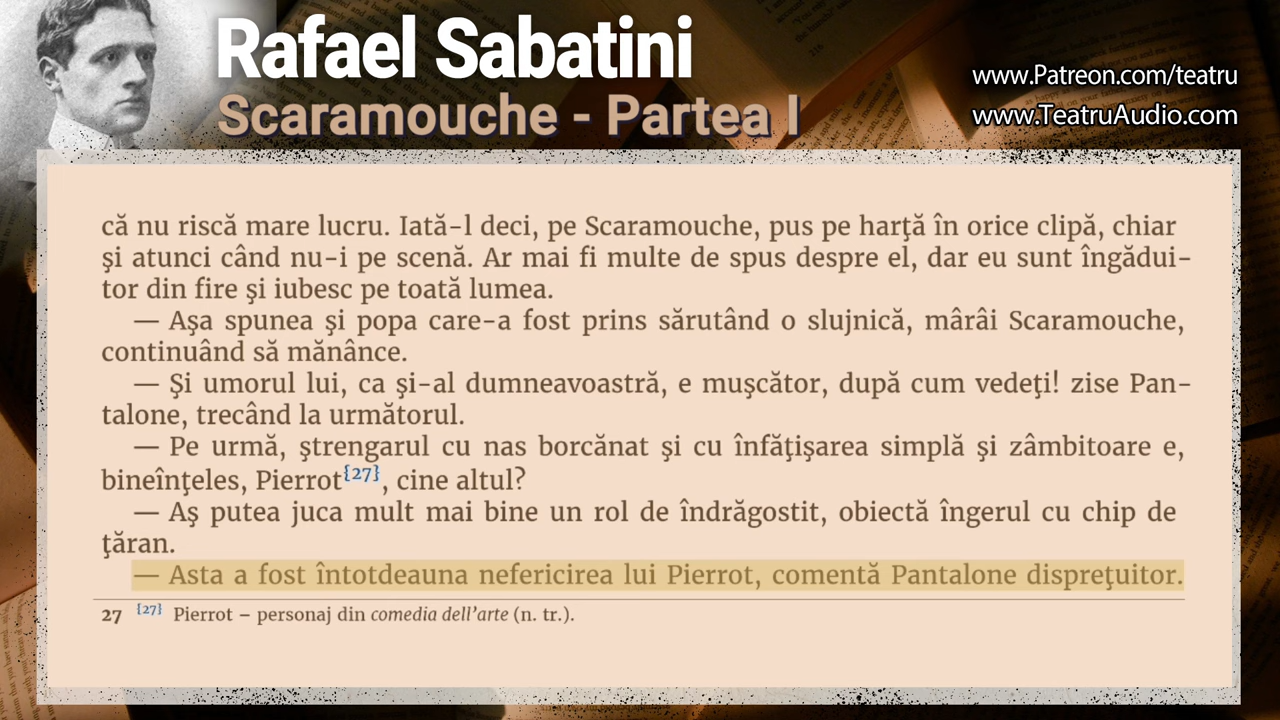 Rafael Sabatini
Scaramouche - Partea I
www.Patreon.com/teatru
www.TeatruAudio.com
că nu riscă mare lucru. Iată-l deci, pe Scaramouche, pus pe harţă în orice clipă, chiar
şi atunci când nu-i pe scenă. Ar mai fi multe de spus despre el, dar eu sunt îngădui-
tor din fire şi iubesc pe toată lumea.
— Aşa spunea şi popa care-a fost prins sărutând o slujnică, mârâi Scaramouche,
continuând să mănânce.
— Şi umorul lui, ca şi-al dumneavoastră, e muşcător, după cum vedeţi! zise Pan-
talone, trecând la următorul.
— Pe urmă, ştrengarul cu nas borcănat şi cu înfăţişarea simplă şi zâmbitoare e,
bineînţeles, Pierrot{27}, cine altul?
— Aş putea juca mult mai bine un rol de îndrăgostit, obiectă îngerul cu chip de
ţăran.
— Asta a fost întotdeauna nefericirea lui Pierrot, comentă Pantalone dispreţuitor.
27 {27} Pierrot – personaj din comedia dell’arte (n. tr.).